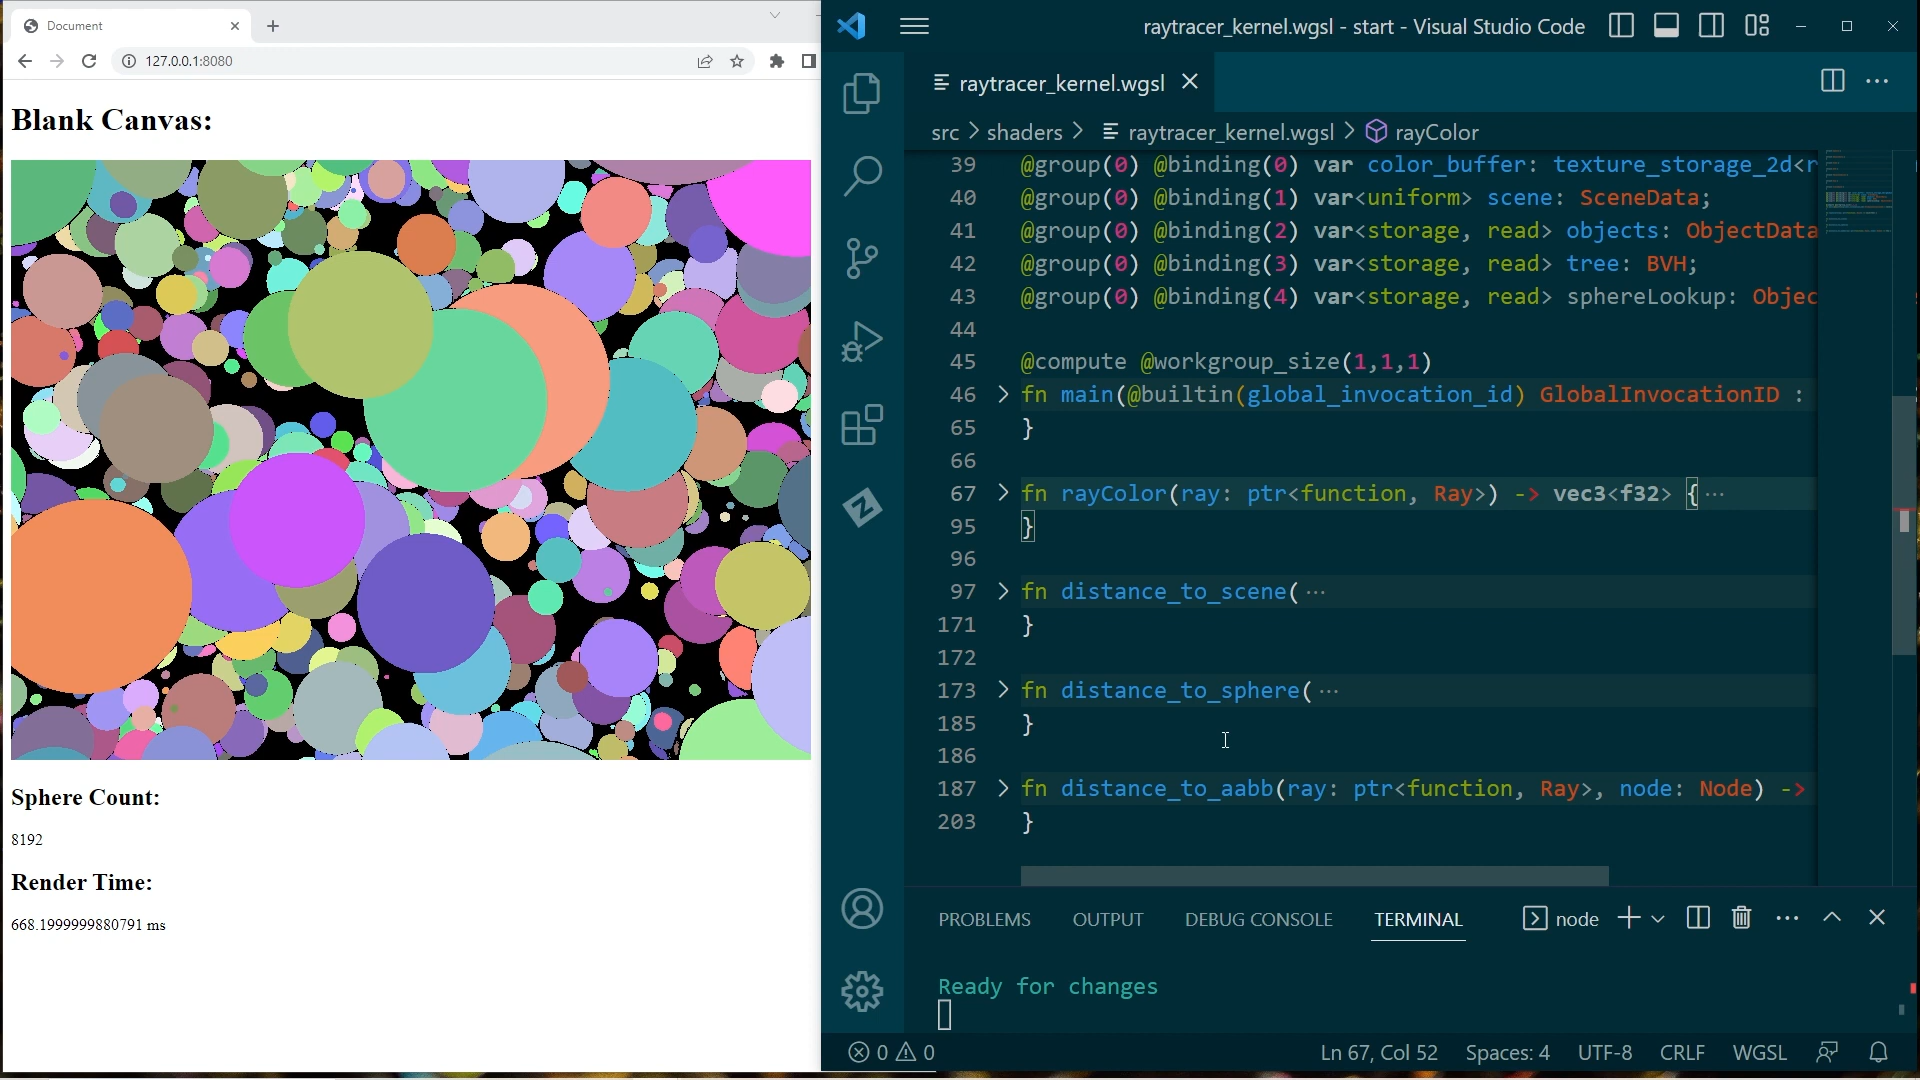 Document
127.0.0.1:8080
Blank Canvas:
Sphere Count:
8192
Render Time:
668.1999999880791 ms
raytracer_kernel.wgsl - start - Visual Studio Code
raytracer_kernel.wgsl
src > shaders > raytracer_kernel.wgsl > rayColor
39 @group(0) @binding(0) var color_buffer: texture_storage_2d<r
40 @group(0) @binding(1) var<uniform> scene: SceneData;
41 @group(0) @binding(2) var<storage, read> objects: ObjectData
42 @group(0) @binding(3) var<storage, read> tree: BVH;
43 @group(0) @binding(4) var<storage, read> sphereLookup: Objec
44
45 @compute @workgroup_size(1,1,1)
46 fn main(@builtin(global_invocation_id) GlobalInvocationID :
65 }
66
67 fn rayColor(ray: ptr<function, Ray>) -> vec3<f32> { ···
95 }
96
97 fn distance_to_scene( ···
171 }
172
173 fn distance_to_sphere( ···
185 }
186
187 fn distance_to_aabb(ray: ptr<function, Ray>, node: Node) ->
203 }
PROBLEMS OUTPUT DEBUG CONSOLE TERMINAL node
Ready for changes
0 0 Ln 67, Col 52 Spaces: 4 UTF-8 CRLF WGSL